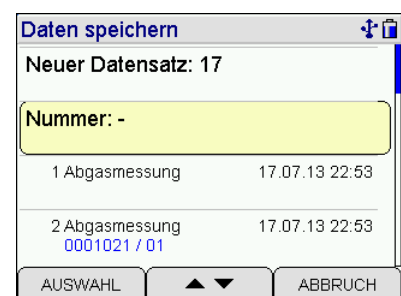 Daten speichern
Neuer Datensatz: 17
Nummer: -
1 Abgasmessung 17.07.13 22:53
2 Abgasmessung 17.07.13 22:53
0001021 / 01
AUSWAHL ▲ ▼ ABBRUCH